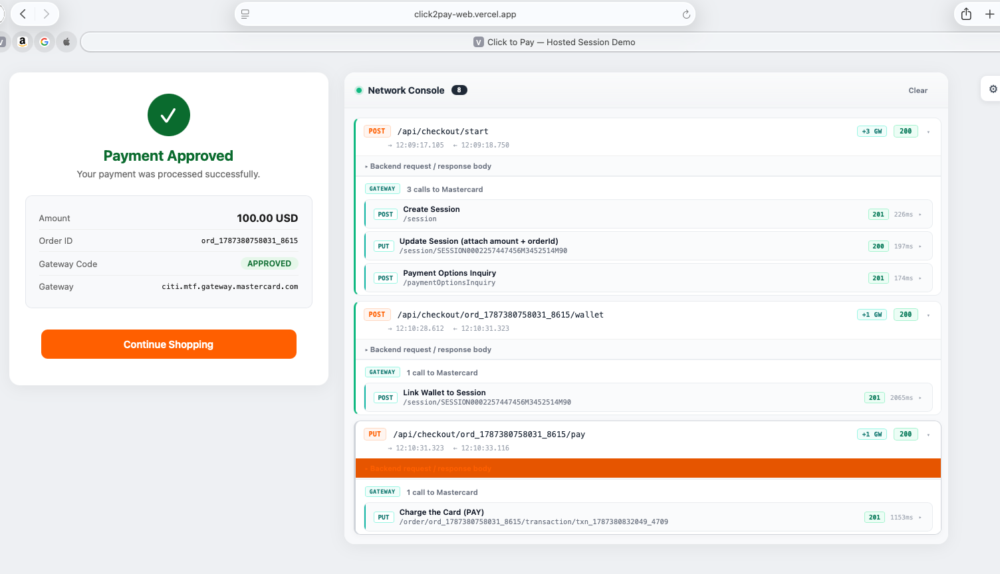 click2pay-web.vercel.app
Click to Pay — Hosted Session Demo
Payment Approved
Your payment was processed successfully.
Amount 100.00 USD
Order ID ord_1787380758031_8615
Gateway Code APPROVED
Gateway citi.mtf.gateway.mastercard.com
Continue Shopping
Network Console 8 Clear
POST /api/checkout/start +3 GW 200
→ 12:09:17.105 ← 12:09:18.750
Backend request / response body
GATEWAY 3 calls to Mastercard
POST Create Session 201 226ms
/session
PUT Update Session (attach amount + orderId) 200 197ms
/session/SESSION0002257447456M3452514M90
POST Payment Options Inquiry 201 174ms
/paymentOptionsInquiry
POST /api/checkout/ord_1787380758031_8615/wallet +1 GW 200
→ 12:10:28.612 ← 12:10:31.323
Backend request / response body
GATEWAY 1 call to Mastercard
POST Link Wallet to Session 201 2065ms
/session/SESSION0002257447456M3452514M90
PUT /api/checkout/ord_1787380758031_8615/pay +1 GW 200
→ 12:10:31.323 ← 12:10:33.116
Backend request / response body
GATEWAY 1 call to Mastercard
PUT Charge the Card (PAY) 201 1153ms
/order/ord_1787380758031_8615/transaction/txn_1787380832049_4709